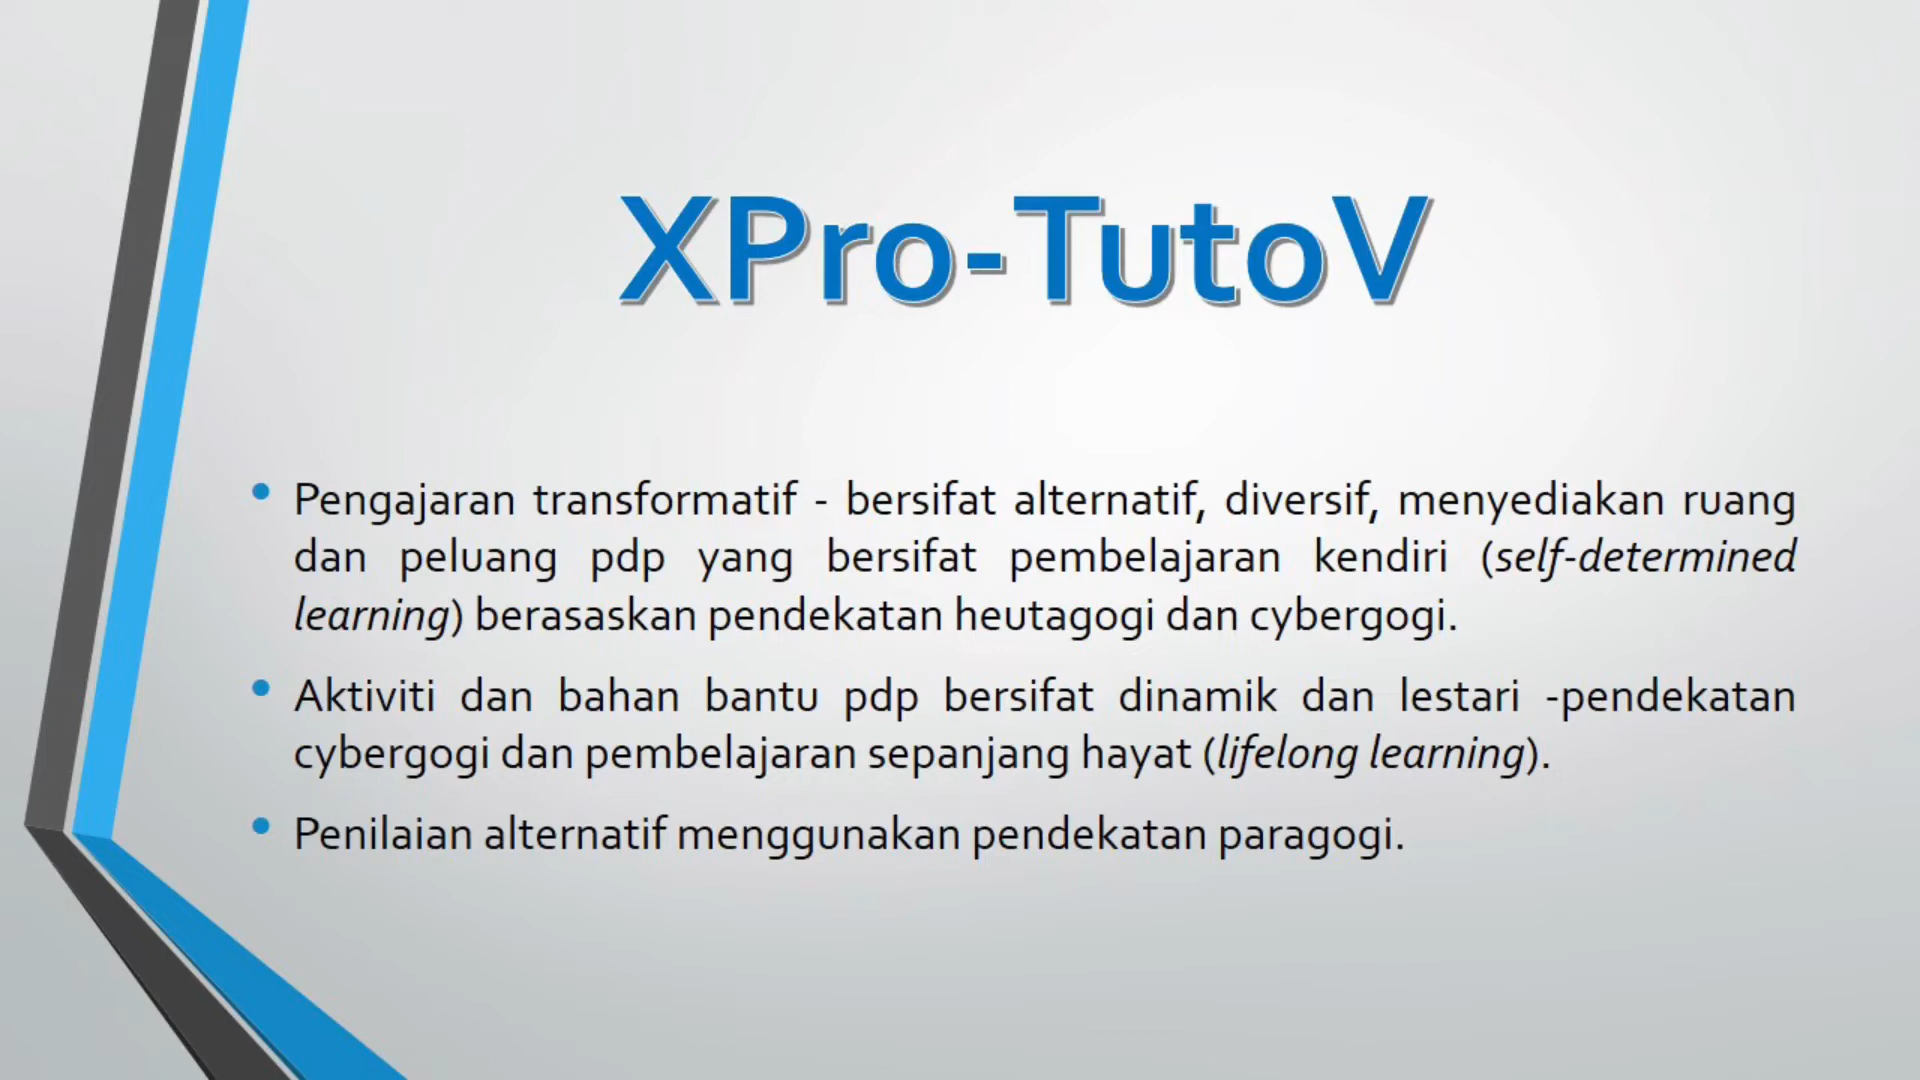 XPro-TutoV
• Pengajaran transformatif - bersifat alternatif, diversif, menyediakan ruang
dan peluang pdp yang bersifat pembelajaran kendiri (self-determined
learning) berasaskan pendekatan heutagogi dan cybergogi.
• Aktiviti dan bahan bantu pdp bersifat dinamik dan lestari -pendekatan
cybergogi dan pembelajaran sepanjang hayat (lifelong learning).
• Penilaian alternatif menggunakan pendekatan paragogi.